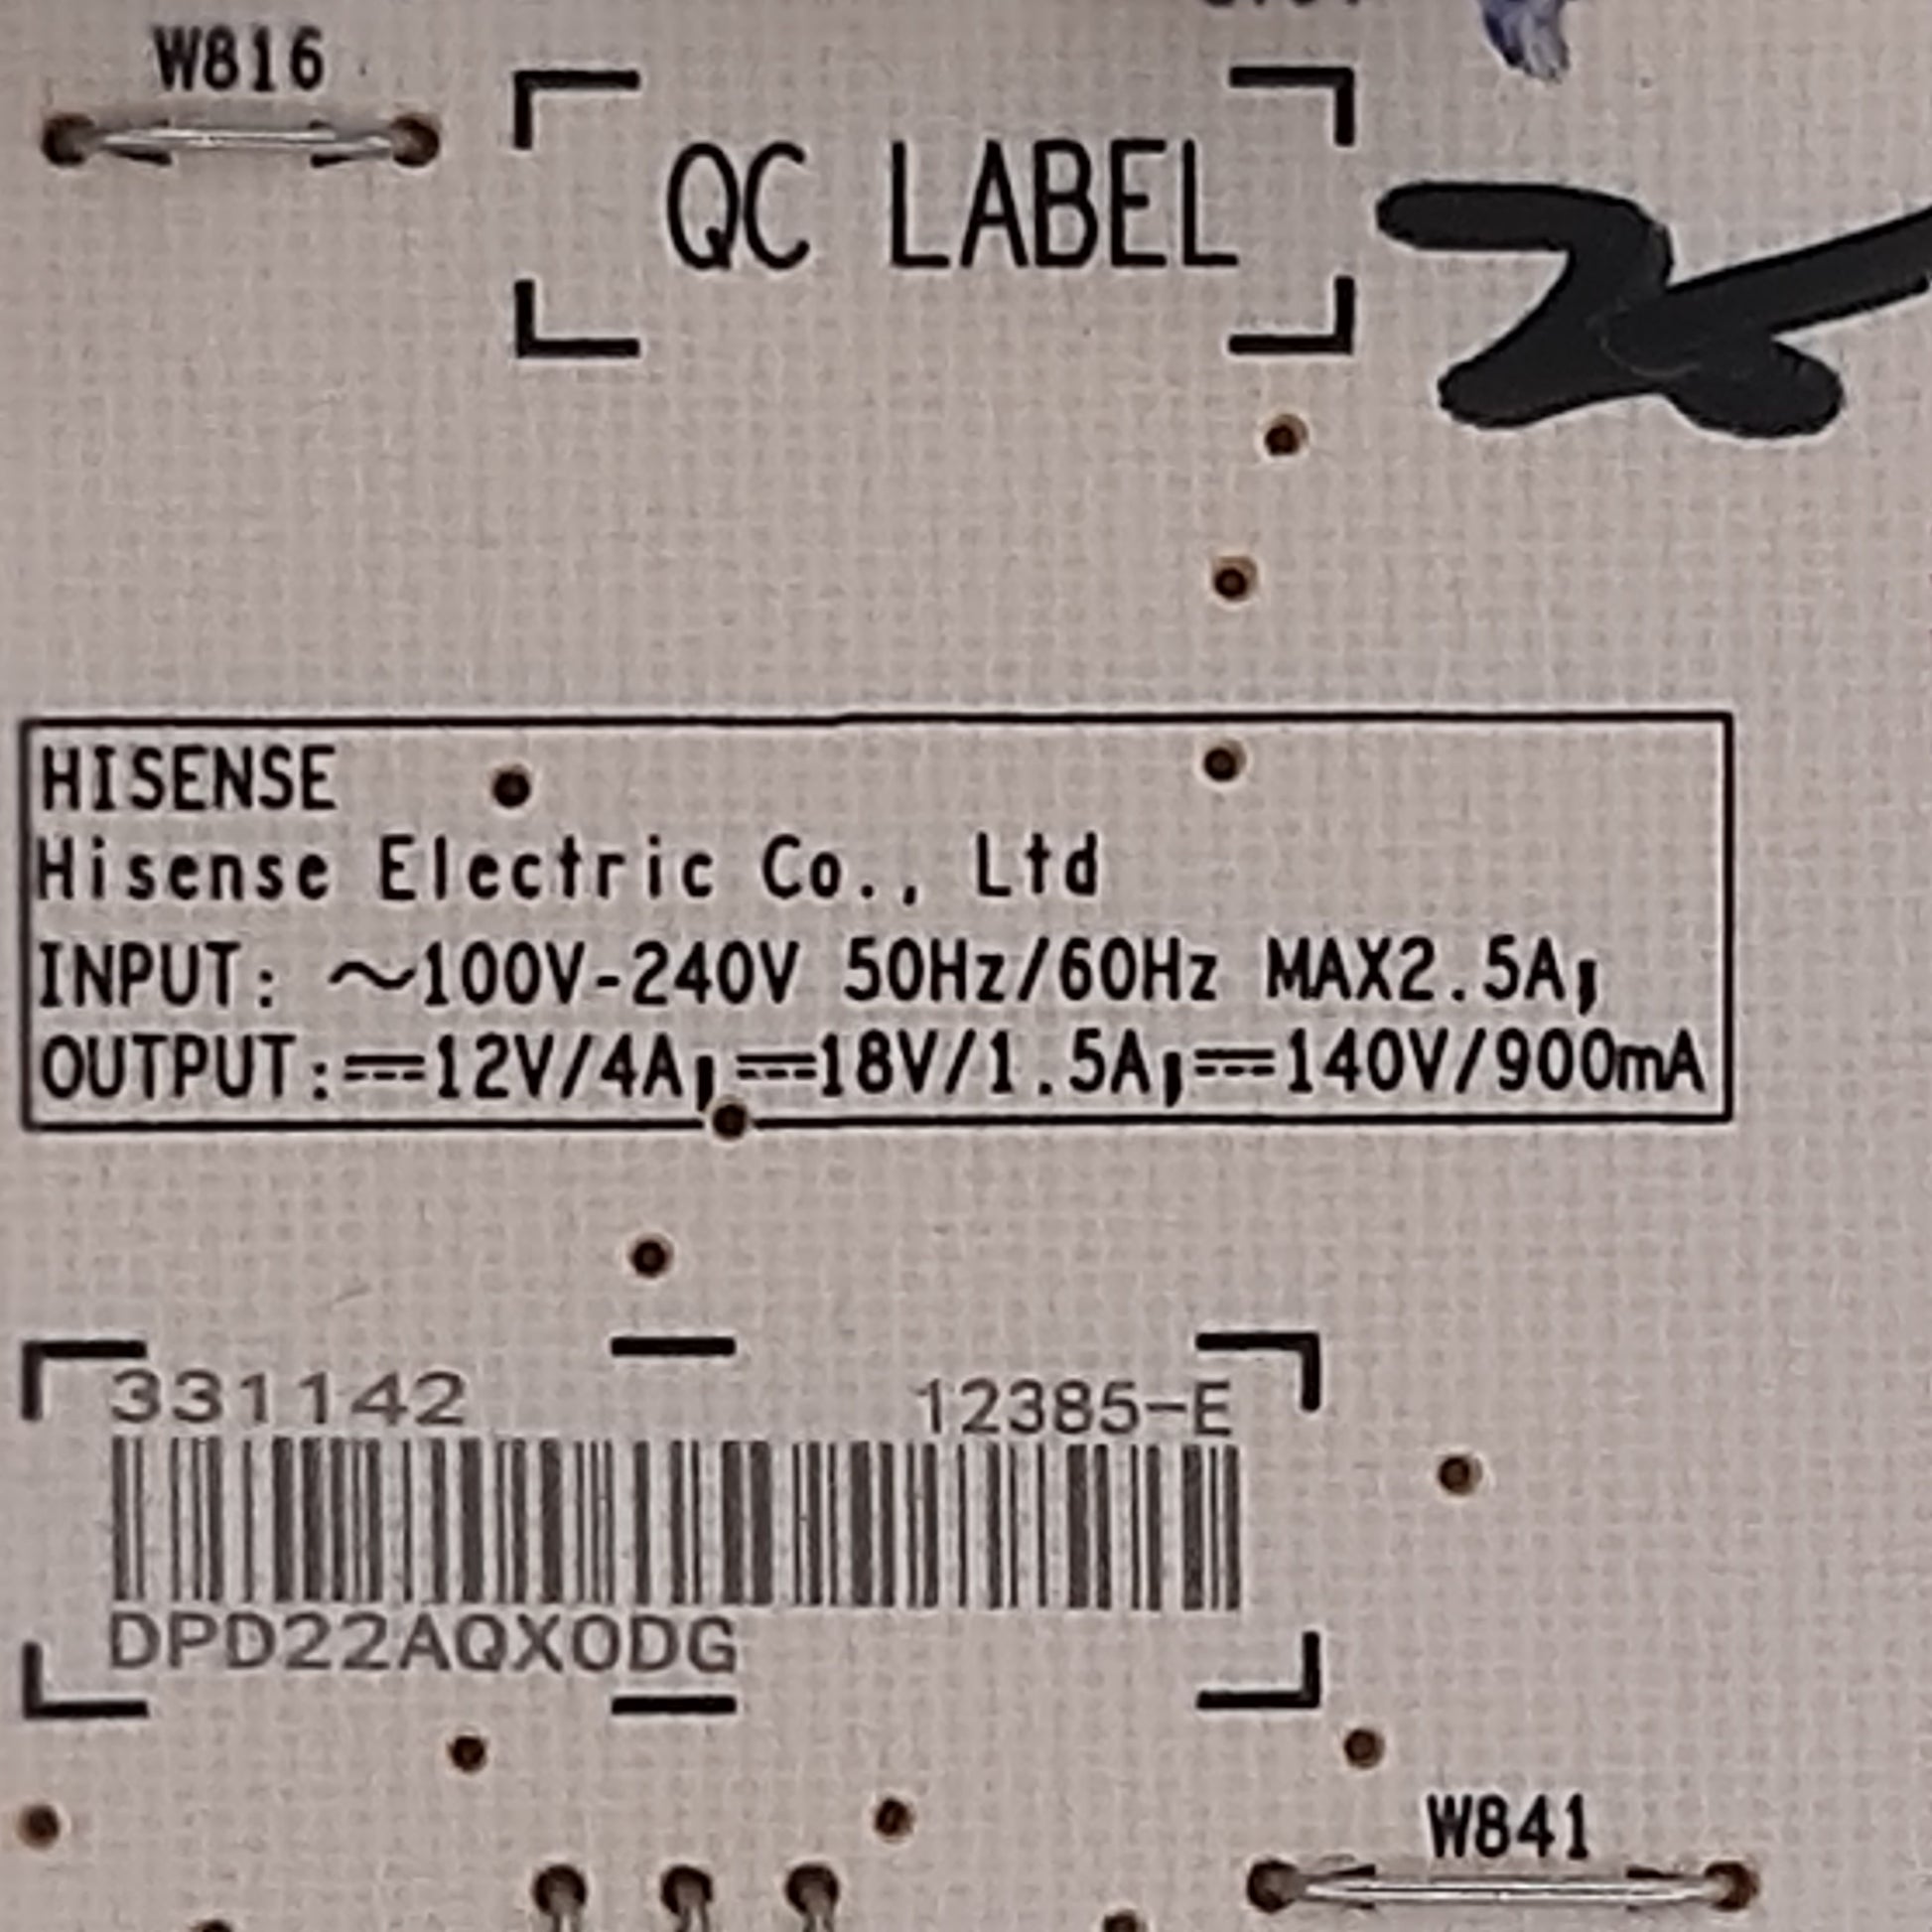 W816
QC LABEL
HISENSE
Hisense Electric Co., Ltd
INPUT: ～100V-240V 50Hz/60Hz MAX2.5A;
OUTPUT:⎓12V/4A;⎓18V/1.5A;⎓140V/900mA
331142 12385-E
DPD22AQX0DG
W841